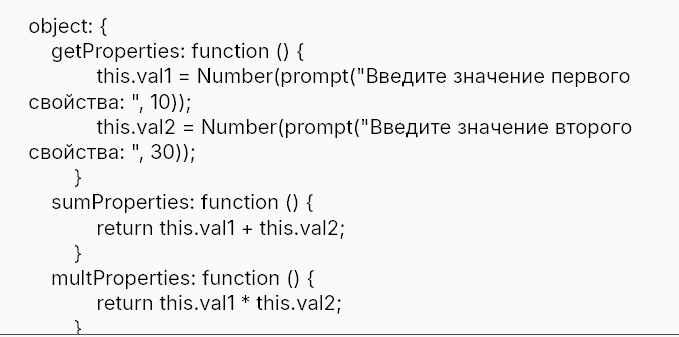 object: {
getProperties: function () {
this.val1 = Number(prompt("Введите значение первого
свойства: ", 10));
this.val2 = Number(prompt("Введите значение второго
свойства: ", 30));
}
sumProperties: function () {
return this.val1 + this.val2;
}
multProperties: function () {
return this.val1 * this.val2;
}